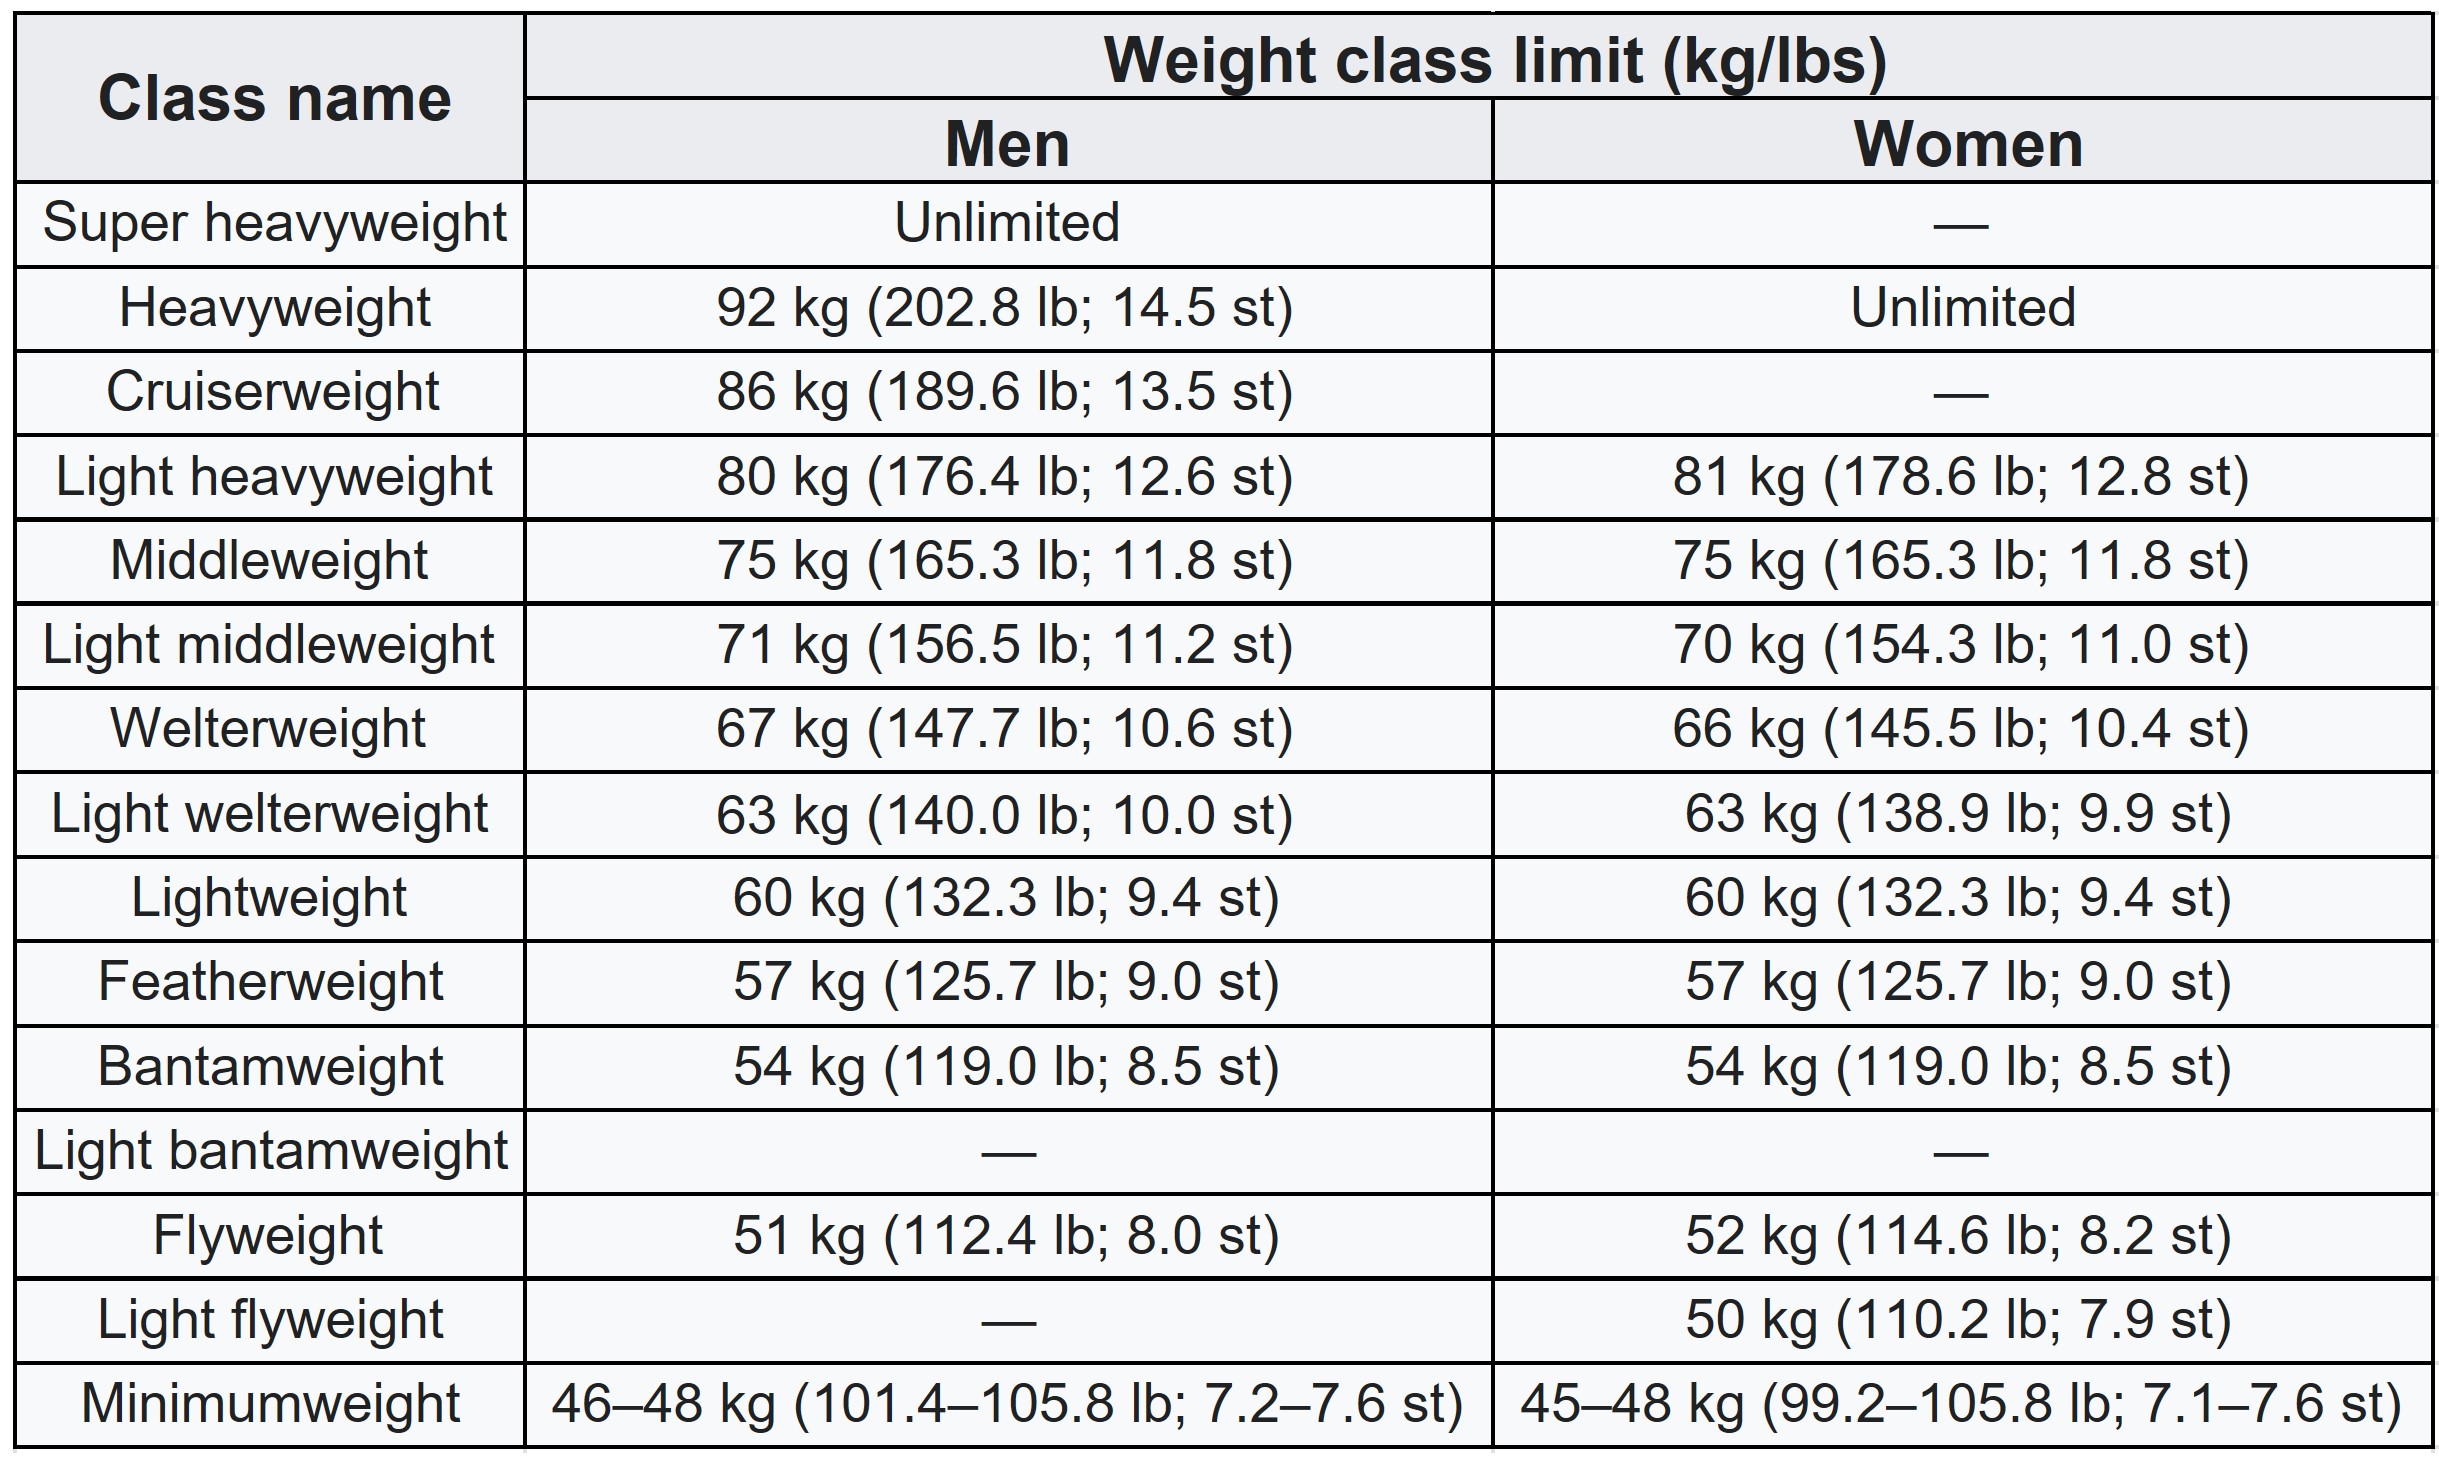 Class name
Weight class limit (kg/lbs)
Men Women
Super heavyweight Unlimited —
Heavyweight 92 kg (202.8 lb; 14.5 st) Unlimited
Cruiserweight 86 kg (189.6 lb; 13.5 st) —
Light heavyweight 80 kg (176.4 lb; 12.6 st) 81 kg (178.6 lb; 12.8 st)
Middleweight 75 kg (165.3 lb; 11.8 st) 75 kg (165.3 lb; 11.8 st)
Light middleweight 71 kg (156.5 lb; 11.2 st) 70 kg (154.3 lb; 11.0 st)
Welterweight 67 kg (147.7 lb; 10.6 st) 66 kg (145.5 lb; 10.4 st)
Light welterweight 63 kg (140.0 lb; 10.0 st) 63 kg (138.9 lb; 9.9 st)
Lightweight 60 kg (132.3 lb; 9.4 st) 60 kg (132.3 lb; 9.4 st)
Featherweight 57 kg (125.7 lb; 9.0 st) 57 kg (125.7 lb; 9.0 st)
Bantamweight 54 kg (119.0 lb; 8.5 st) 54 kg (119.0 lb; 8.5 st)
Light bantamweight — —
Flyweight 51 kg (112.4 lb; 8.0 st) 52 kg (114.6 lb; 8.2 st)
Light flyweight — 50 kg (110.2 lb; 7.9 st)
Minimumweight 46–48 kg (101.4–105.8 lb; 7.2–7.6 st) 45–48 kg (99.2–105.8 lb; 7.1–7.6 st)